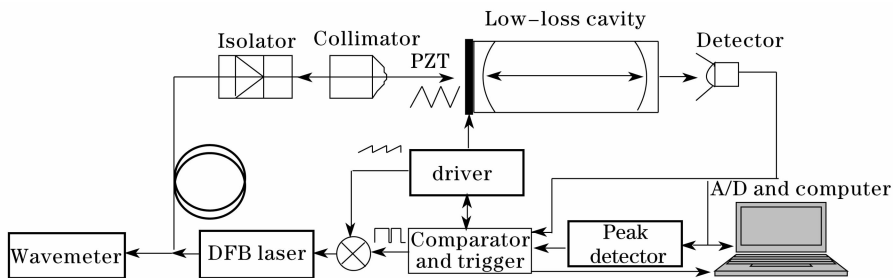 Low-loss cavity
Isolator
Collimator
Detector
PZT
driver
A/D and computer
Wavemeter
DFB laser
Comparator
and trigger
Peak
detector